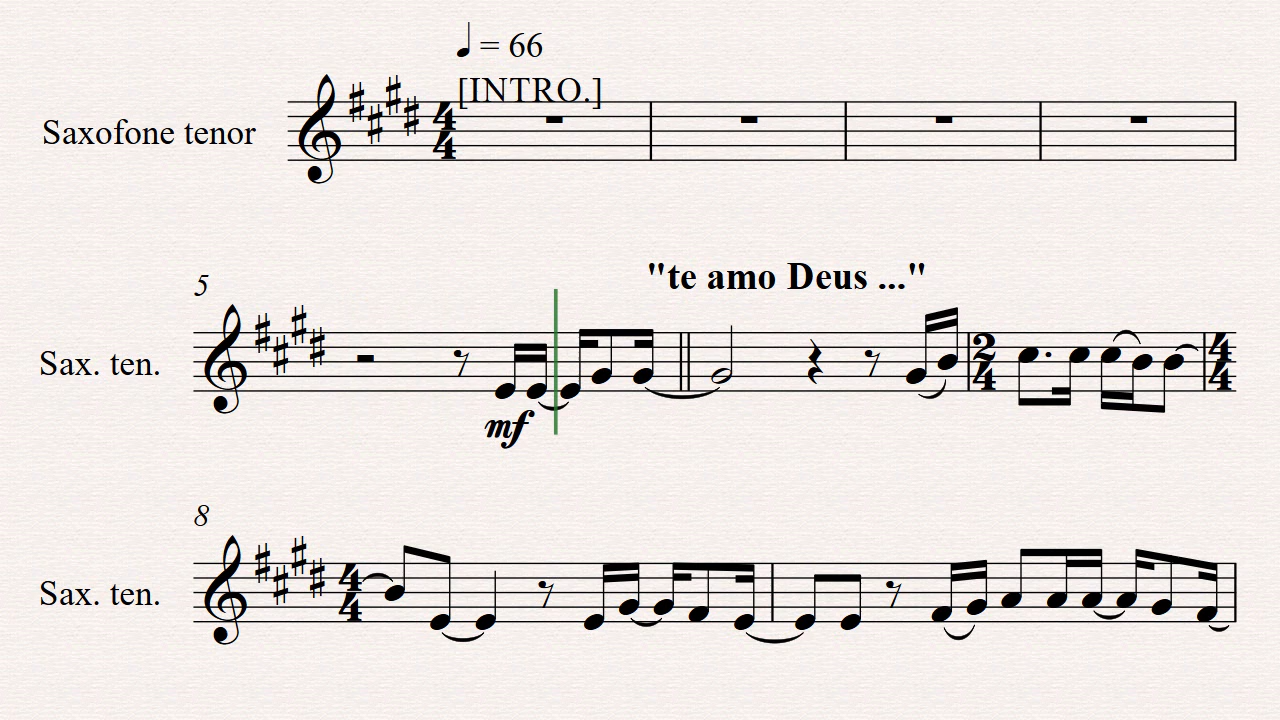 = 66
[INTRO.]
Saxofone tenor
4
4
5
"te amo Deus ..."
Sax. ten.
mf
2
4
4
4
8
Sax. ten.
4
4